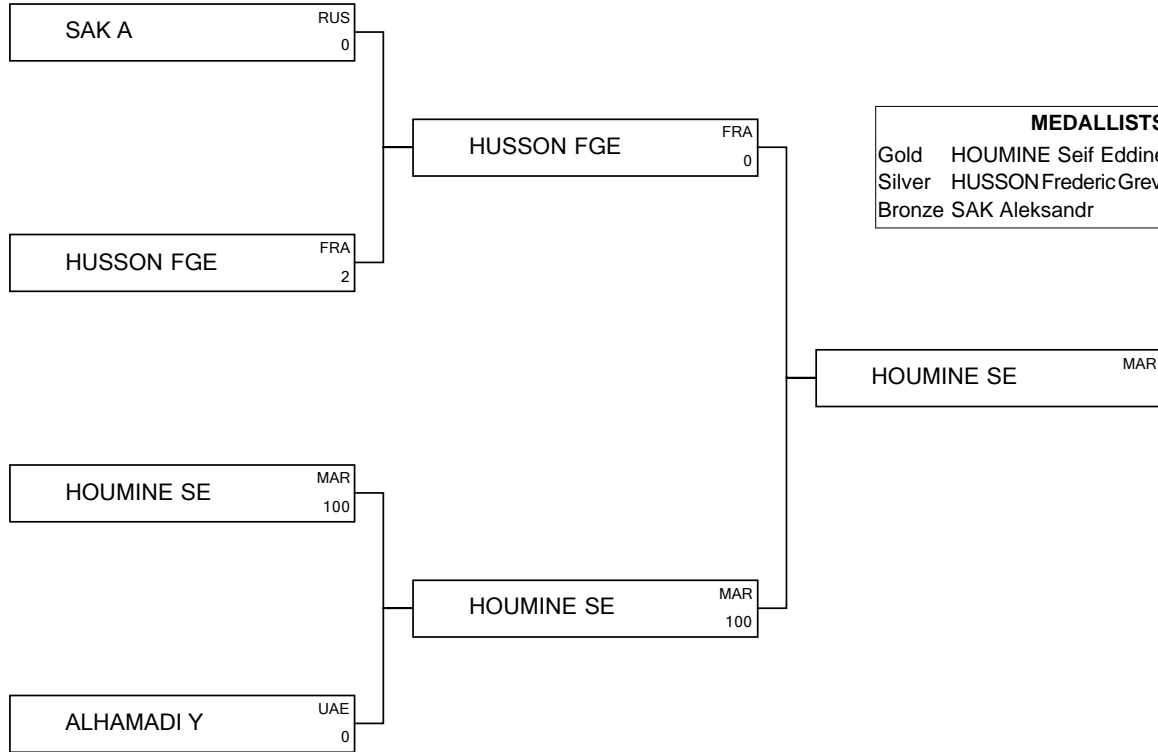 SAK A RUS
0
HUSSON FGE FRA
0
MEDALLISTS
Gold HOUMINE Seif Eddine
Silver HUSSON Frederic Grev
Bronze SAK Aleksandr
HUSSON FGE FRA
2
HOUMINE SE MAR
HOUMINE SE MAR
100
HOUMINE SE MAR
100
ALHAMADI Y UAE
0